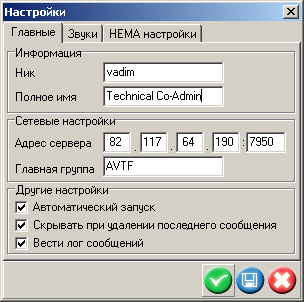 Настройки
Главные Звуки НЕМА настройки
Информация
Ник vadim
Полное имя Technical Co-Admin
Сетевые настройки
Адрес сервера 82 . 117 . 64 . 190 : 7950
Главная группа AVTF
Другие настройки
Автоматический запуск
Скрывать при удалении последнего сообщения
Вести лог сообщений